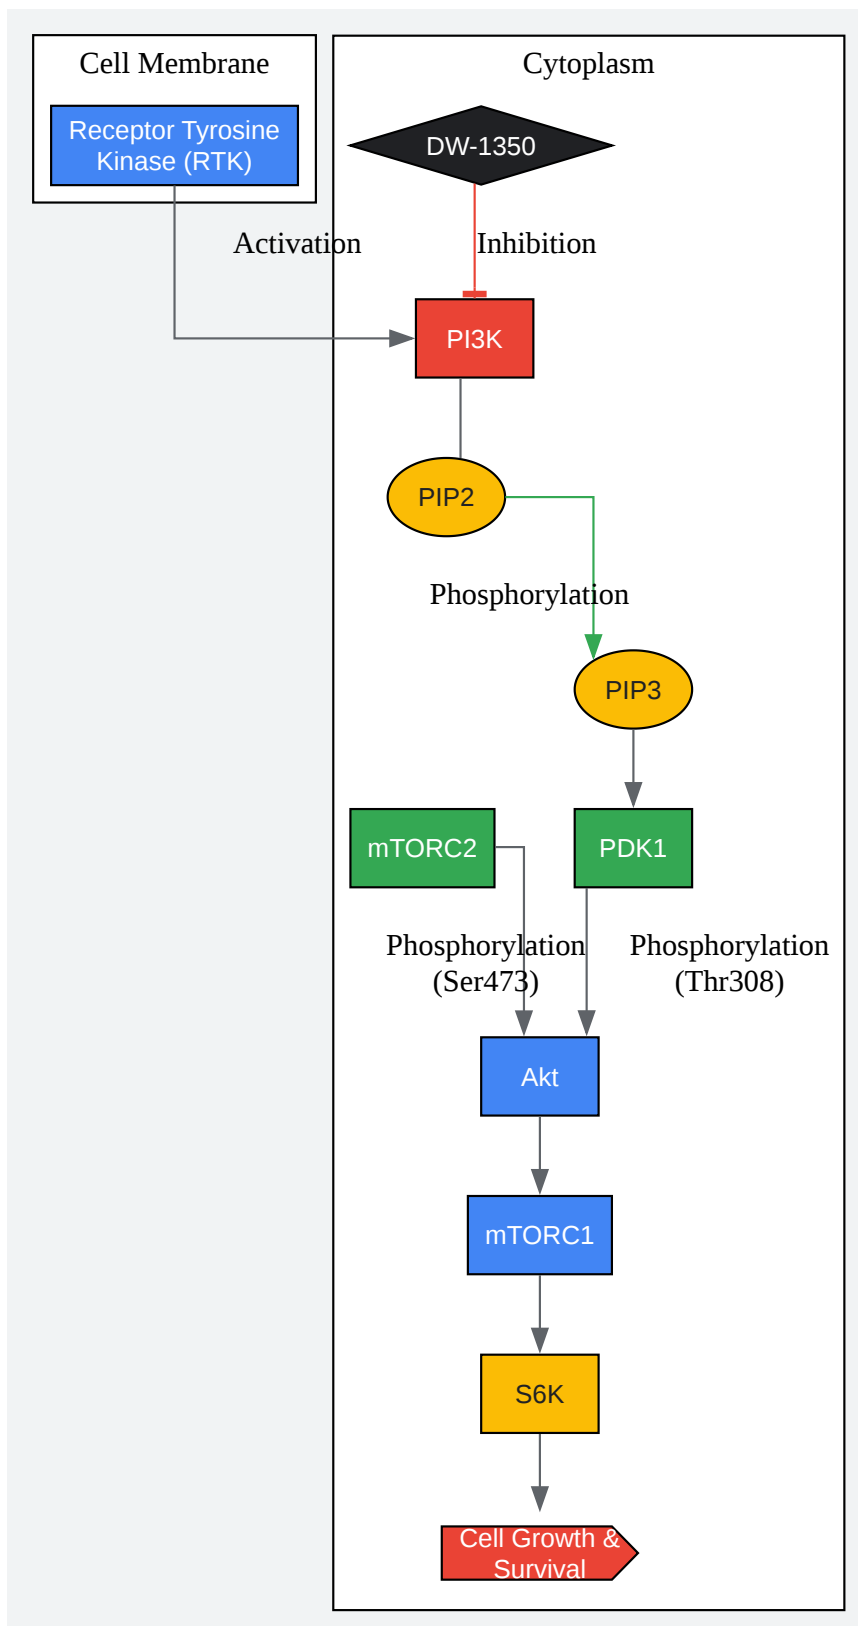 Cell Membrane
Receptor Tyrosine
Kinase (RTK)
Cytoplasm
DW-1350
Activation
Inhibition
PI3K
PIP2
Phosphorylation
PIP3
mTORC2
PDK1
Phosphorylation
(Ser473)
Phosphorylation
(Thr308)
Akt
mTORC1
S6K
Cell Growth &
Survival